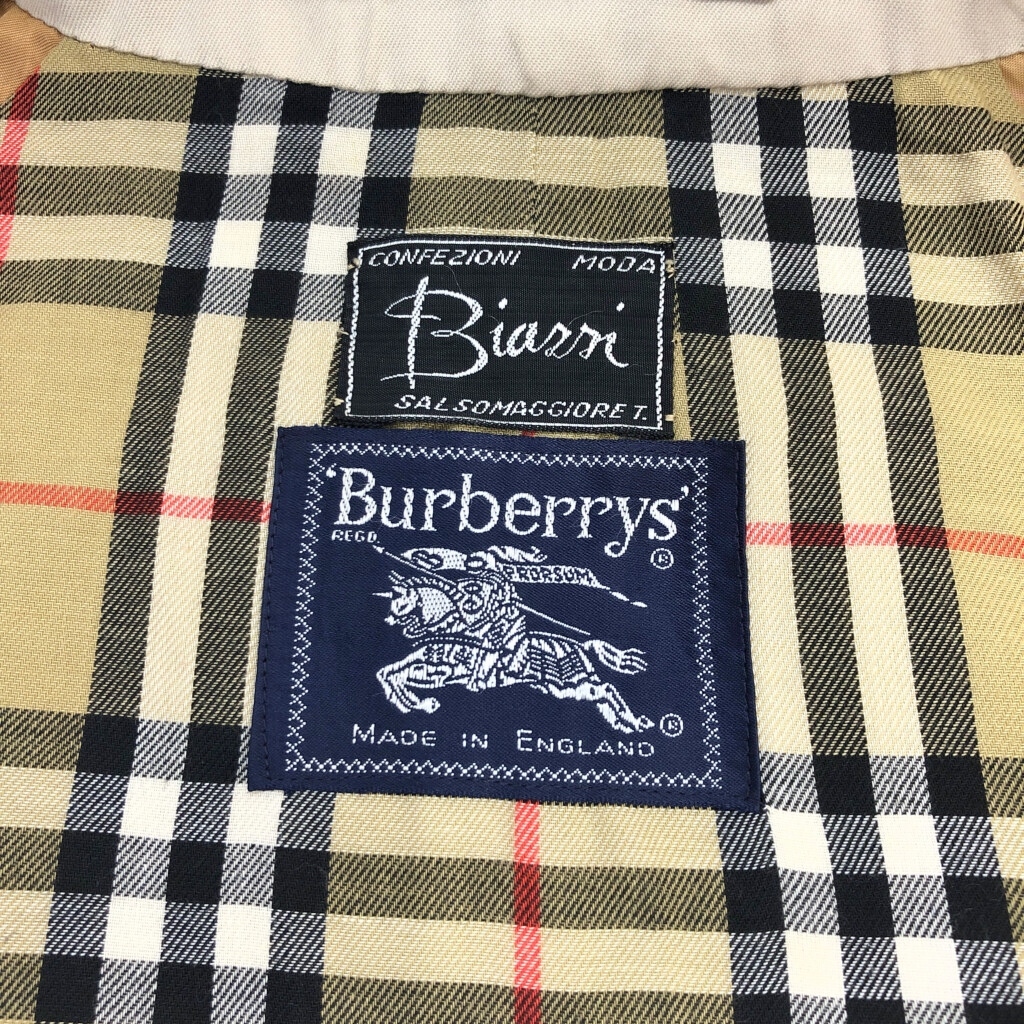 CONFEZIONI MODA
Biazzi
SALSOMAGGIORE T.
'Burberrys'
REGD. ®
PRORSUM
®
MADE IN ENGLAND